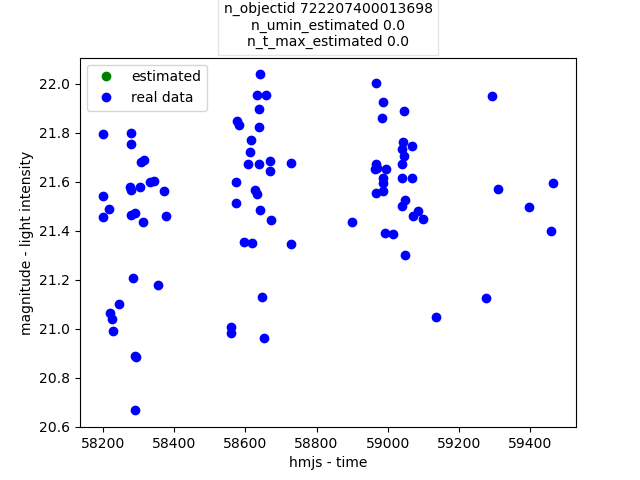 n_objectid 722207400013698
n_umin_estimated 0.0
n_t_max_estimated 0.0
estimated
real data
22.0
21.8
21.6
21.4
21.2
21.0
20.8
20.6
magnitude - light intensity
58200 58400 58600 58800 59000 59200 59400
hmjs - time